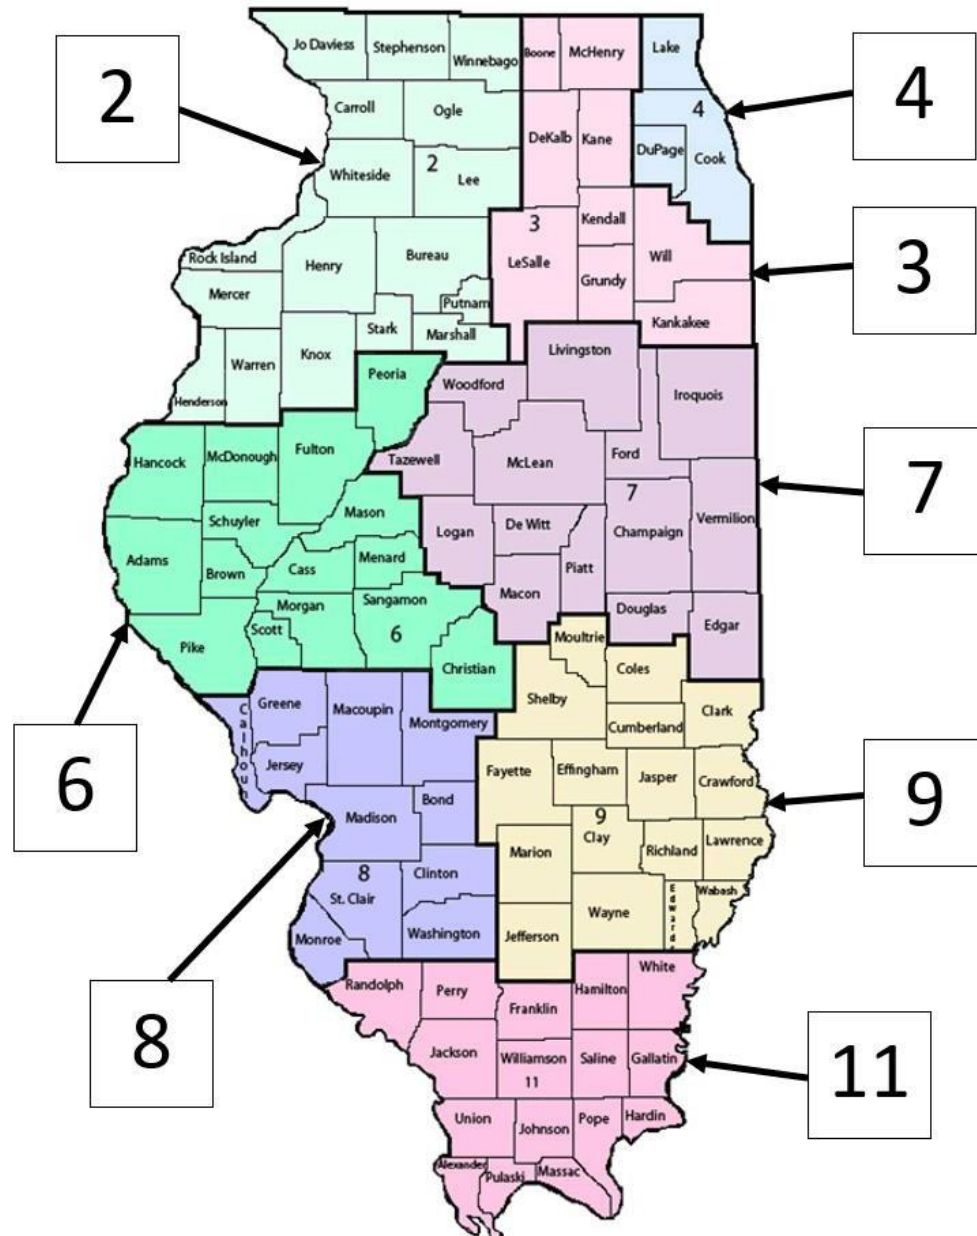 Jo Daviess
Stephenson
Winnebago
Boone
McHenry
Lake
2
4
Carroll
Ogle
4
DeKalb
Kane
DuPage
Cook
Whiteside
2
Lee
Kendall
3
Will
3
Rock Island
Henry
Bureau
LeSalle
Grundy
Mercer
Putnam
Kankakee
Stark
Marshall
Warren
Knox
Livingston
Peoria
Woodford
Henderson
Iroquois
Fulton
Hancock
McDonough
Tazewell
McLean
Ford
7
7
Mason
Schuyler
Logan
De Witt
Champaign
Vermilion
Adams
Menard
Brown
Cass
Piatt
Macon
Morgan
Sangamon
Douglas
Edgar
Scott
6
Moultrie
Pike
Christian
Coles
6
Shelby
Calhoun
Greene
Macoupin
Montgomery
Cumberland
Clark
Jersey
Fayette
Effingham
Jasper
Crawford
9
Bond
Madison
9
Clay
Marion
Richland
Lawrence
8
St. Clair
Clinton
Edwards
Wabash
Wayne
Monroe
Washington
Jefferson
White
Randolph
Perry
Hamilton
Franklin
8
Jackson
Williamson
11
Saline
Gallatin
11
Union
Johnson
Pope
Hardin
Alexander
Pulaski
Massac